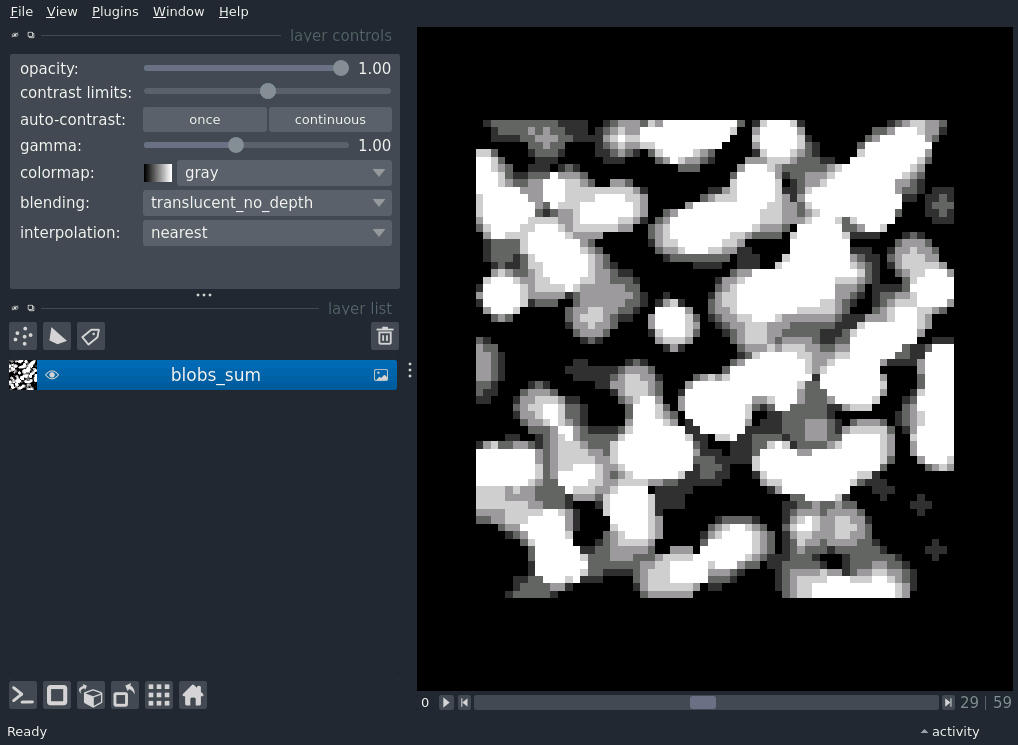 File View Plugins Window Help
layer controls
opacity: 1.00
contrast limits:
auto-contrast: once continuous
gamma: 1.00
colormap: gray
blending: translucent_no_depth
interpolation: nearest
layer list
blobs_sum
0 29 | 59
Ready activity